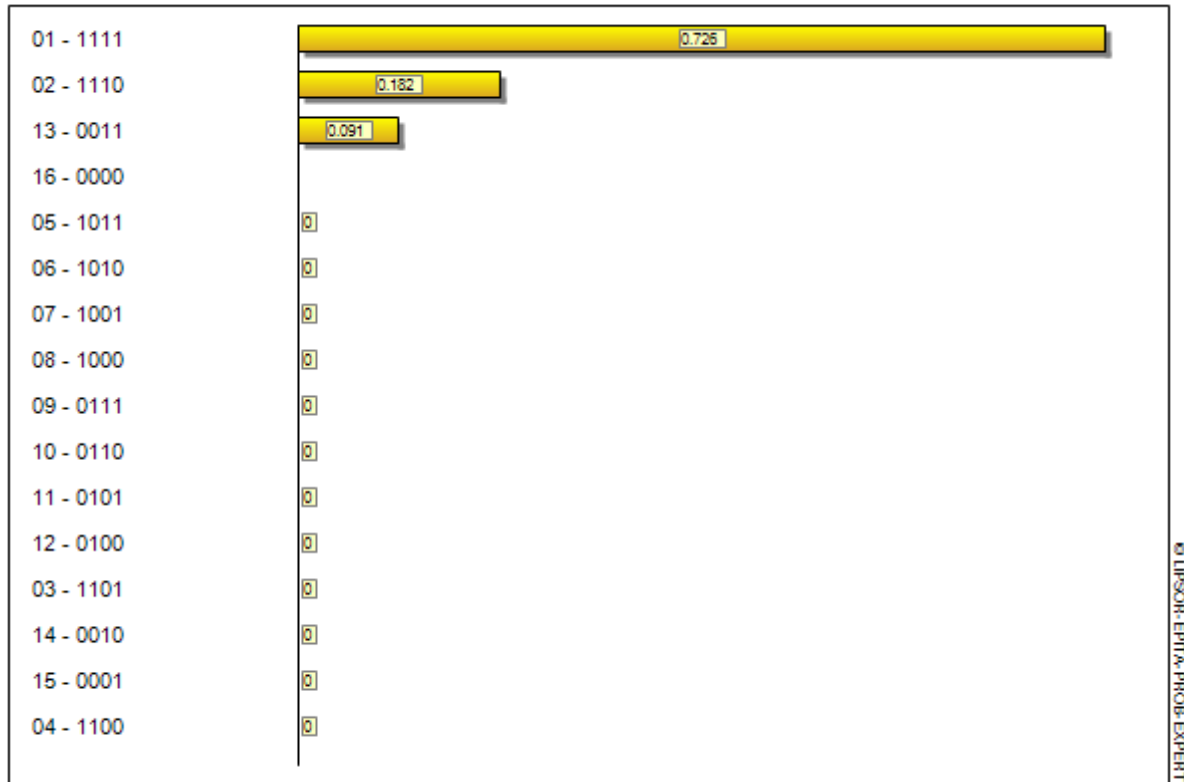 01 - 1111 0.726
02 - 1110 0.182
13 - 0011 0.091
16 - 0000
05 - 1011 0
06 - 1010 0
07 - 1001 0
08 - 1000 0
09 - 0111 0
10 - 0110 0
11 - 0101 0
12 - 0100 0
03 - 1101 0
14 - 0010 0
15 - 0001 0
04 - 1100 0
© LIPSOR-EPITA-PROB-EXPERT